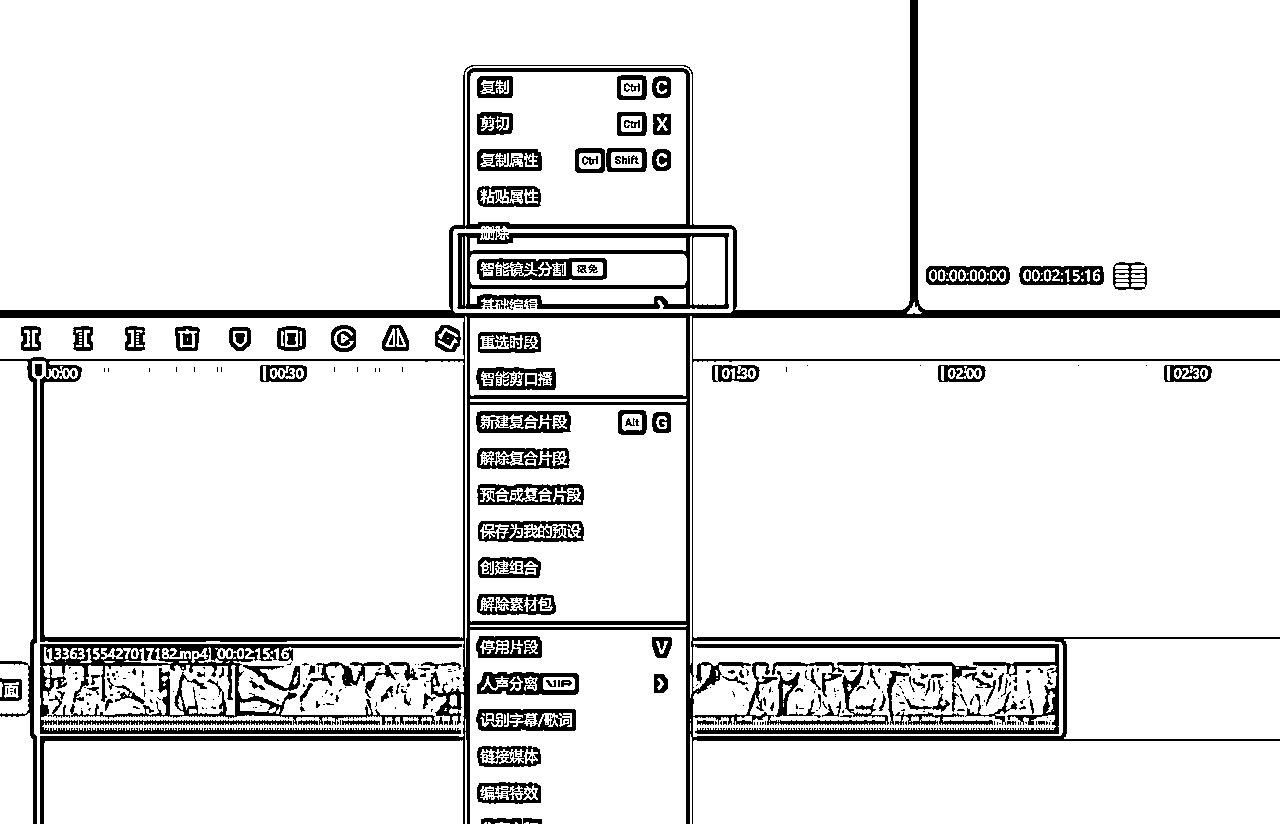 复制 Ctrl C
剪切 Ctrl X
复制属性 Ctrl Shift C
粘贴属性
删除
智能镜头分割 限免
基础编辑
00:00:00:00 00:02:15:16
重选时段
00:00 00:30 01:30 02:00 02:30
智能剪口播
新建复合片段 Alt G
解除复合片段
预合成复合片段
保存为我的预设
创建组合
解除素材包
停用片段 V
13363155427017182.mp4 00:02:15:16
人声分离 VIP
面
识别字幕/歌词
链接媒体
编辑特效